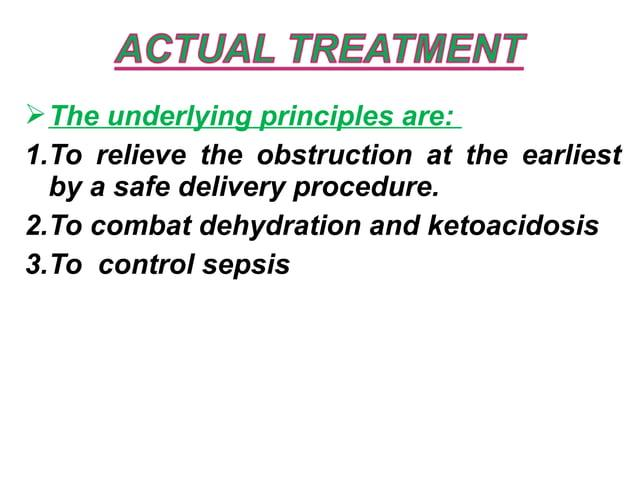 ACTUAL TREATMENT
➢The underlying principles are:
1.To relieve the obstruction at the earliest
by a safe delivery procedure.
2.To combat dehydration and ketoacidosis
3.To control sepsis